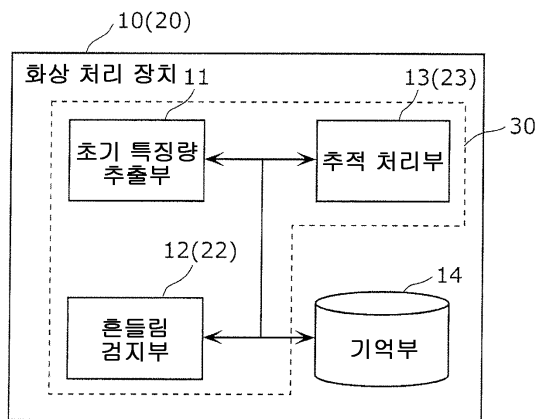 10(20)
화상 처리 장치
11
13(23)
30
초기 특징량
추출부
추적 처리부
12(22)
14
흔들림
검지부
기억부